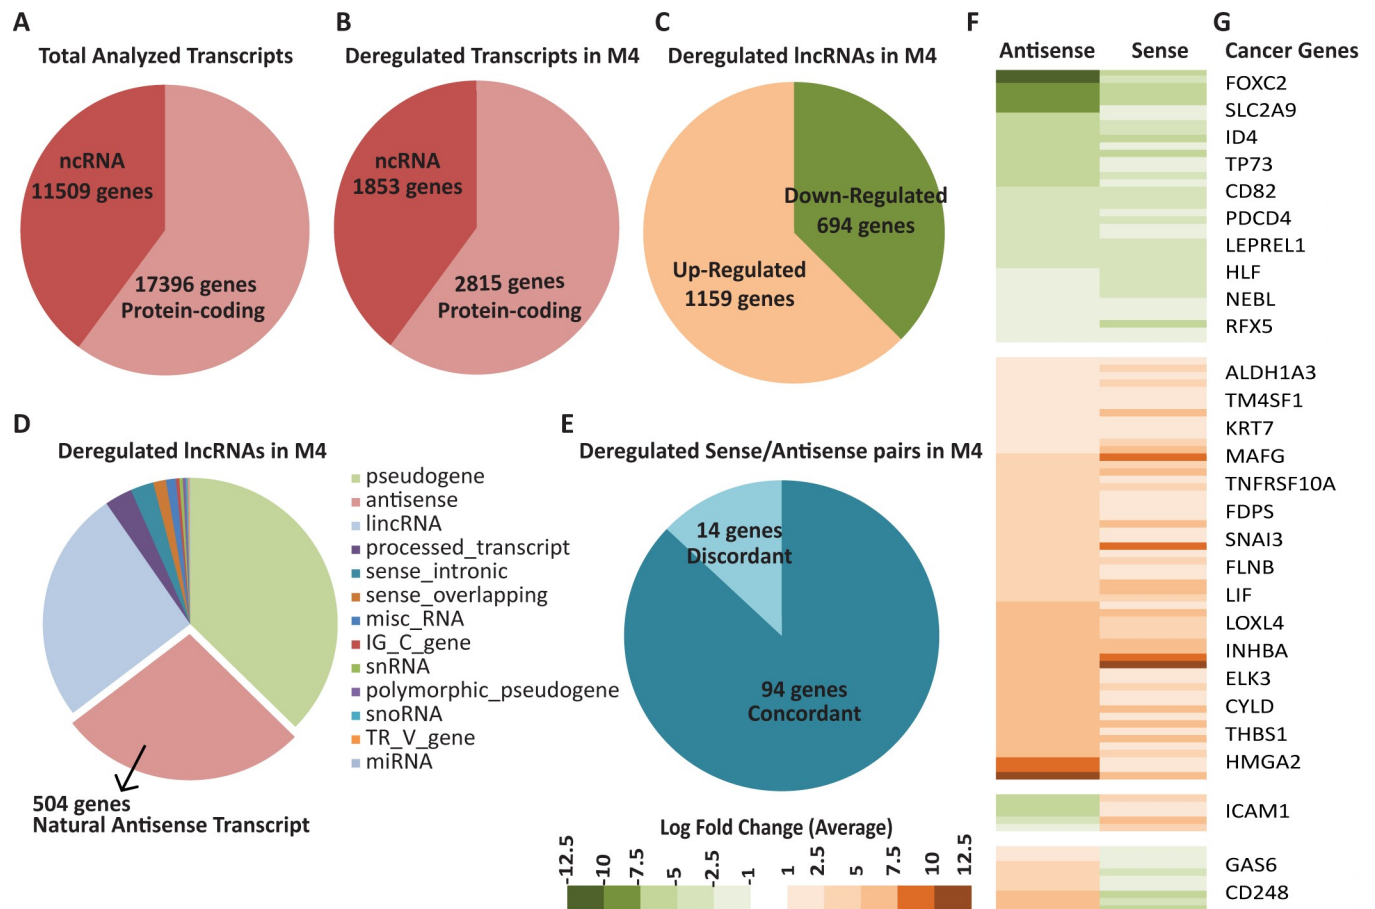 A
Total Analyzed Transcripts
ncRNA
11509 genes
17396 genes
Protein-coding
B
Deregulated Transcripts in M4
ncRNA
1853 genes
2815 genes
Protein-coding
C
Deregulated lncRNAs in M4
Down-Regulated
694 genes
Up-Regulated
1159 genes
D
Deregulated lncRNAs in M4
pseudogene
antisense
lincRNA
processed_transcript
sense_intronic
sense_overlapping
misc_RNA
IG_C_gene
snRNA
polymorphic_pseudogene
snoRNA
TR_V_gene
miRNA
504 genes
Natural Antisense Transcript
E
Deregulated Sense/Antisense pairs in M4
14 genes
Discordant
94 genes
Concordant
Log Fold Change (Average)
-12.5
-10
-7.5
-5
-2.5
-1
1
2.5
5
7.5
10
12.5
F
Antisense
Sense
G
Cancer Genes
FOXC2
SLC2A9
ID4
TP73
CD82
PDCD4
LEPREL1
HLF
NEBL
RFX5
ALDH1A3
TM4SF1
KRT7
MAFG
TNFRSF10A
FDPS
SNAI3
FLNB
LIF
LOXL4
INHBA
ELK3
CYLD
THBS1
HMGA2
ICAM1
GAS6
CD248